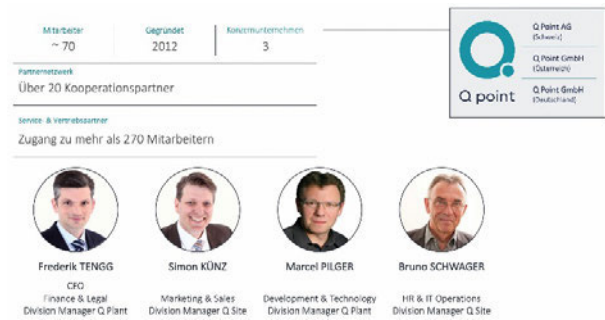 Mitarbeiter
~ 70
Gegründet
2012
Konzernunternehmen
3
Partnernetzwerk
Über 20 Kooperationspartner
Service- & Vertriebspartner
Zugang zu mehr als 270 Mitarbeitern
Q point
Q Point AG
(Schweiz)
Q Point GmbH
(Österreich)
Q Point GmbH
(Deutschland)
Frederik TENGG
CFO
Finance & Legal
Division Manager Q Plant
Simon KÜNZ
Marketing & Sales
Division Manager Q Site
Marcel PILGER
Development & Technology
Division Manager Q Plant
Bruno SCHWAGER
HR & IT Operations
Division Manager Q Site